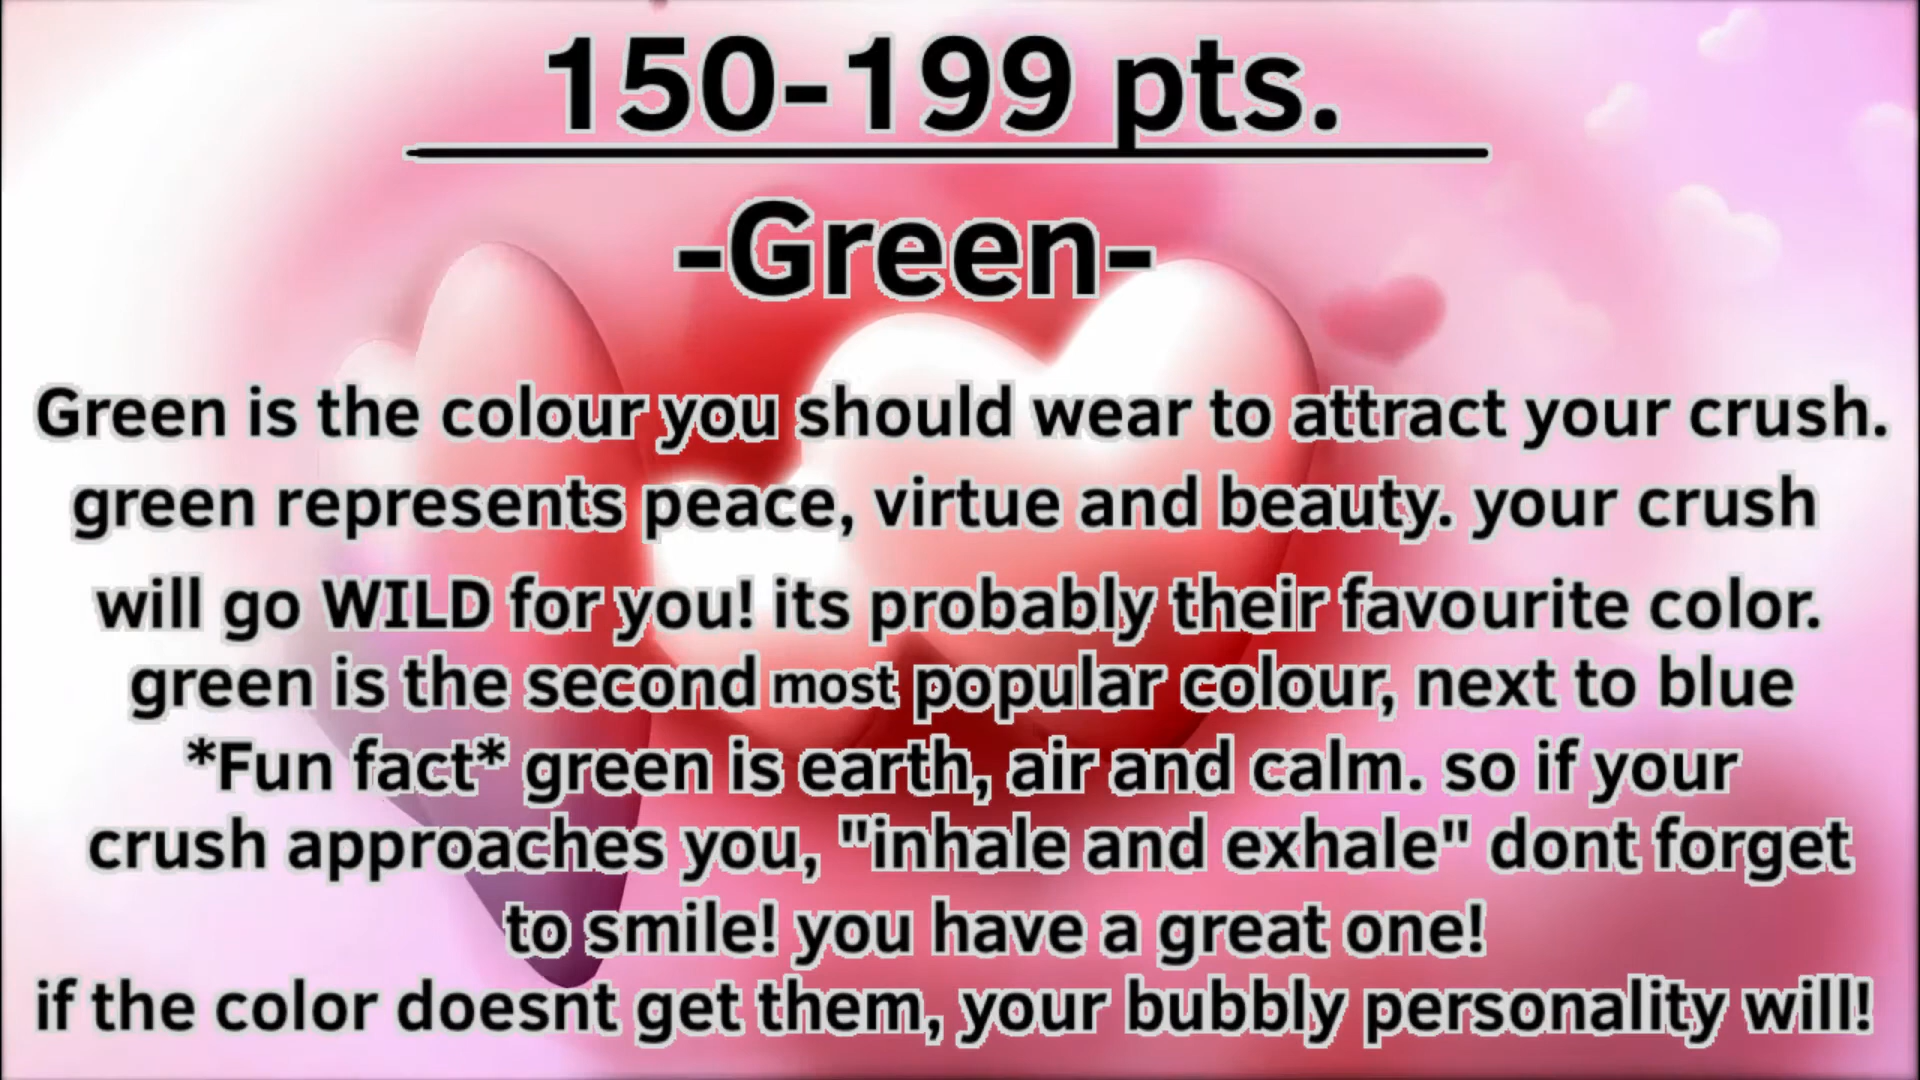 150-199 pts.
-Green-
Green is the colour you should wear to attract your crush.
green represents peace, virtue and beauty. your crush
will go WILD for you! its probably their favourite color.
green is the second most popular colour, next to blue
*Fun fact* green is earth, air and calm. so if your
crush approaches you, "inhale and exhale" dont forget
to smile! you have a great one!
if the color doesnt get them, your bubbly personality will!